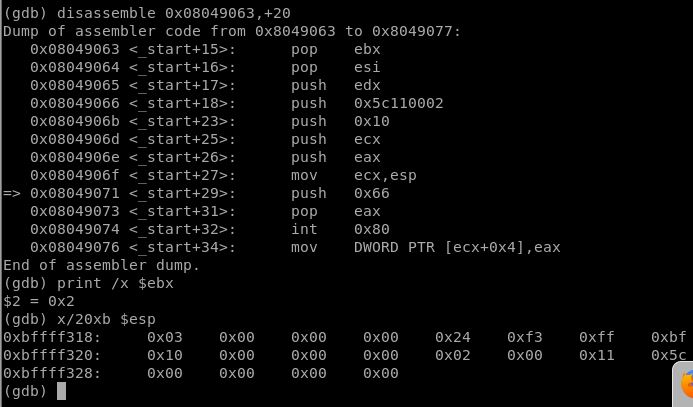 (gdb) disassemble 0x08049063,+20
Dump of assembler code from 0x8049063 to 0x8049077:
   0x08049063 <_start+15>:      pop    ebx
   0x08049064 <_start+16>:      pop    esi
   0x08049065 <_start+17>:      push   edx
   0x08049066 <_start+18>:      push   0x5c110002
   0x0804906b <_start+23>:      push   0x10
   0x0804906d <_start+25>:      push   ecx
   0x0804906e <_start+26>:      push   eax
   0x0804906f <_start+27>:      mov    ecx,esp
=> 0x08049071 <_start+29>:      push   0x66
   0x08049073 <_start+31>:      pop    eax
   0x08049074 <_start+32>:      int    0x80
   0x08049076 <_start+34>:      mov    DWORD PTR [ecx+0x4],eax
End of assembler dump.
(gdb) print /x $ebx
$2 = 0x2
(gdb) x/20xb $esp
0xbffff318:     0x03    0x00    0x00    0x00    0x24    0xf3    0xff    0xbf
0xbffff320:     0x10    0x00    0x00    0x00    0x02    0x00    0x11    0x5c
0xbffff328:     0x00    0x00    0x00    0x00
(gdb)